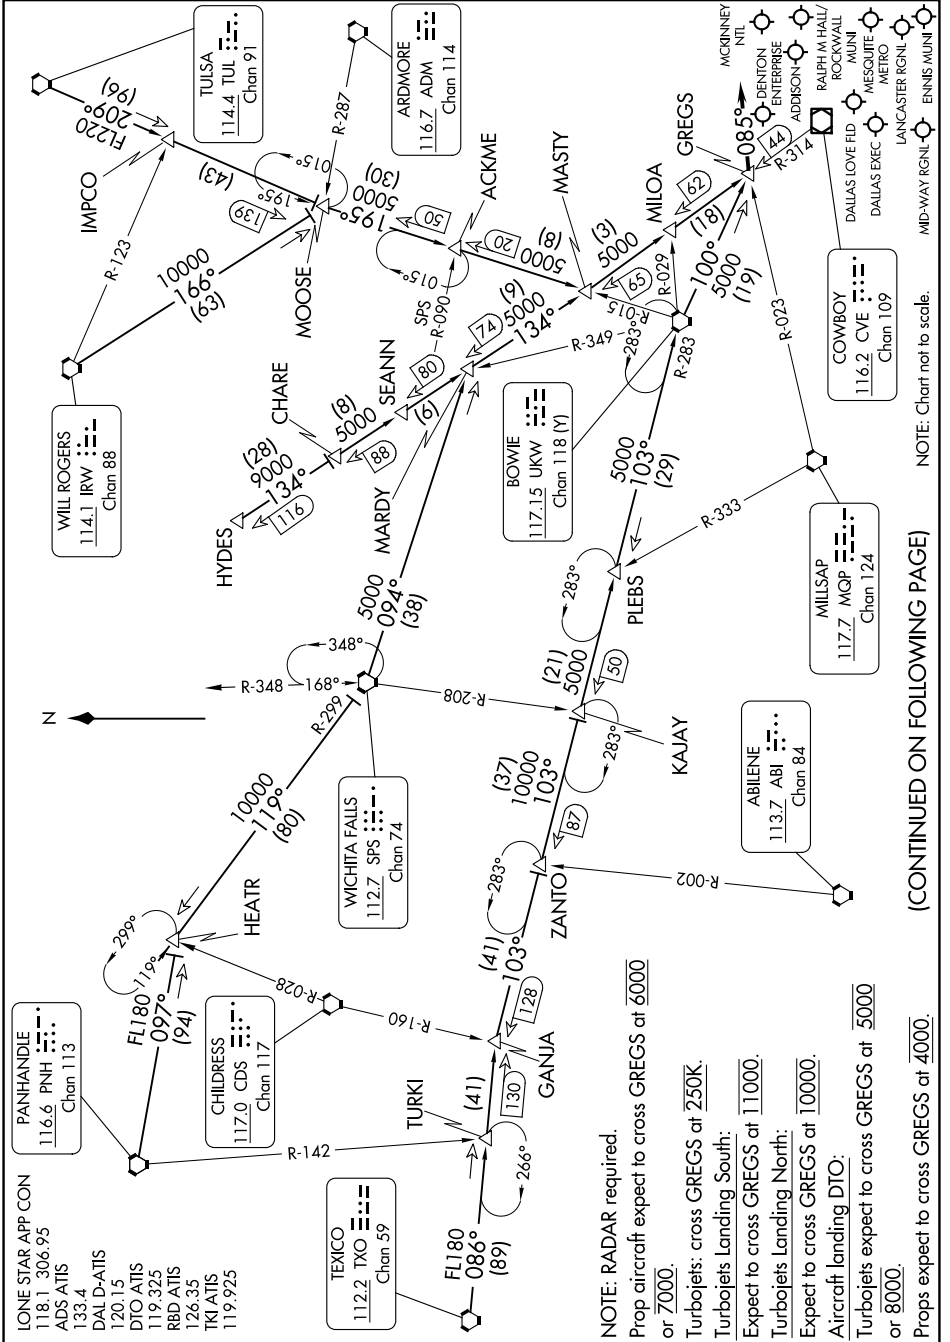 LONE STAR APP CON
118.1 306.95
ADS ATIS
133.4
DAL D-ATIS
120.15
DTO ATIS
119.325
RBD ATIS
126.35
TKI ATIS
119.925
PANHANDLE
116.6 PNH
Chan 113
FL180
097°
(94)
299°
119°
HEATR
10000
119°
(80)
R-299
CHILDRESS
117.0 CDS
Chan 117
R-028
R-160
R-142
TEXICO
112.2 TXO
Chan 59
FL180
086°
(89)
266°
TURKI
(41)
130
GANJA
128
(41)
103°
283°
ZANTO
87
(37)
10000
103°
283°
KAJAY
50
(21)
5000
283°
PLEBS
5000
103°
(29)
N
R-348
168°
348°
WICHITA FALLS
112.7 SPS
Chan 74
R-208
5000
094°
(38)
ABILENE
113.7 ABI
Chan 84
R-002
MILLSAP
117.7 MQP
Chan 124
R-333
R-023
WILL ROGERS
114.1 IRW
Chan 88
R-123
10000
166°
(93)
TULSA
114.4 TUL
Chan 91
FL220
209°
(96)
IMPCO
(43)
139
195°
015°
MOOSE
ARDMORE
116.7 ADM
Chan 114
R-287
5000
195°
(30)
50
015°
ACKME
20
SPS
R-090
5000
(8)
MASTY
HYDES
116
(28)
9000
134°
CHARE
88
(8)
5000
SEANN
80
(6)
MARDY
74
(9)
5000
134°
65
(3)
5000
MILOA
62
(18)
GREGS
085°
44
R-314
R-349
R-015
R-029
283°
R-283
BOWIE
117.15 UKW
Chan 118 (Y)
100°
5000
(19)
COWBOY
116.2 CVE
Chan 109
MCKINNEY
NTL
DENTON
ENTERPRISE
ADDISON
RALPH M HALL/
ROCKWALL
MUNI
MESQUITE
METRO
DALLAS LOVE FLD
DALLAS EXEC
LANCASTER RGNL
MID-WAY RGNL
ENNIS MUNI
NOTE: RADAR required.
Prop aircraft expect to cross GREGS at 6000
or 7000.
Turbojets: cross GREGS at 250K.
Turbojets Landing South:
Expect to cross GREGS at 11000.
Turbojets Landing North:
Expect to cross GREGS at 10000.
Aircraft landing DTO:
Turbojets expect to cross GREGS at 5000
or 8000.
Props expect to cross GREGS at 4000.
(CONTINUED ON FOLLOWING PAGE)
NOTE: Chart not to scale.